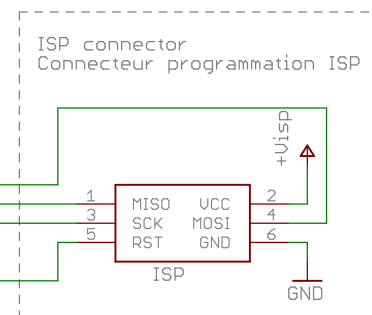 ISP connector
Connecteur programmation ISP
+Visp
1 MISO VCC 2
3 SCK MOSI 4
5 RST GND 6
ISP
GND